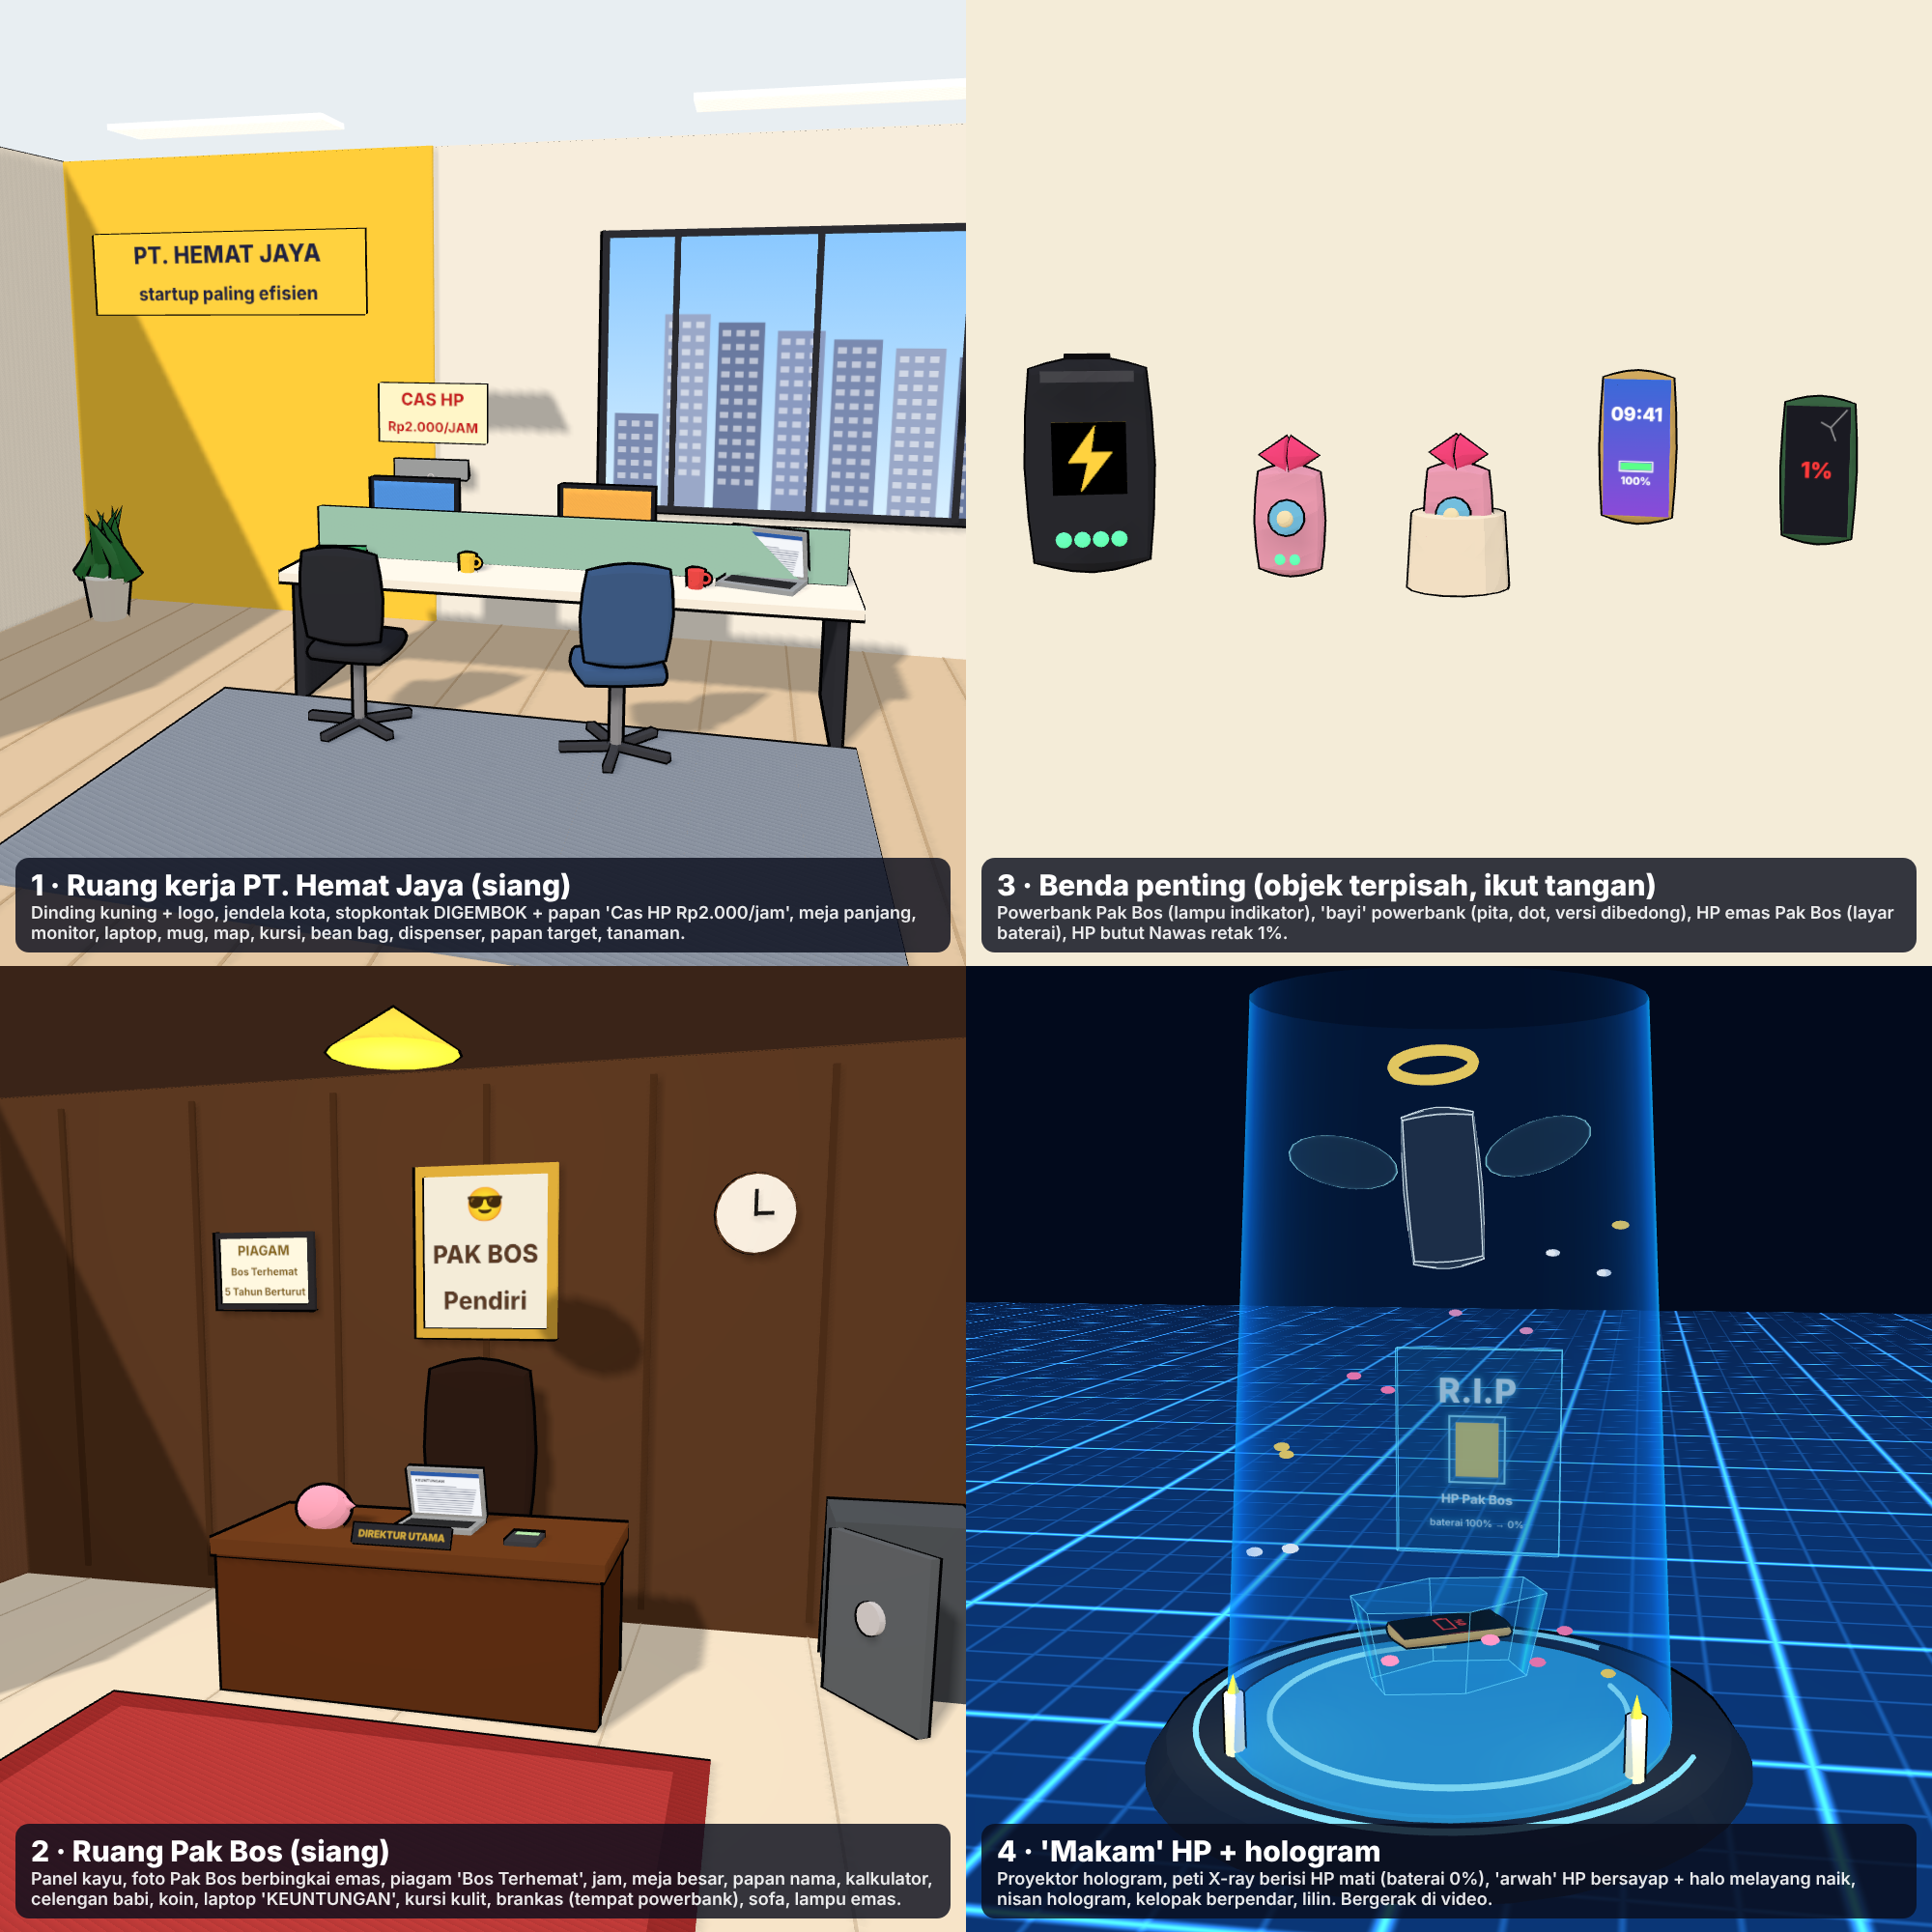 PT. HEMAT JAYA
startup paling efisien
CAS HP
Rp2.000/JAM
1 · Ruang kerja PT. Hemat Jaya (siang)
Dinding kuning + logo, jendela kota, stopkontak DIGEMBOK + papan 'Cas HP Rp2.000/jam', meja panjang,
monitor, laptop, mug, map, kursi, bean bag, dispenser, papan target, tanaman.
09:41
100%
1%
3 · Benda penting (objek terpisah, ikut tangan)
Powerbank Pak Bos (lampu indikator), 'bayi' powerbank (pita, dot, versi dibedong), HP emas Pak Bos (layar
baterai), HP butut Nawas retak 1%.
PIAGAM
Bos Terhemat
5 Tahun Berturut
PAK BOS
Pendiri
DIREKTUR UTAMA
2 · Ruang Pak Bos (siang)
Panel kayu, foto Pak Bos berbingkai emas, piagam 'Bos Terhemat', jam, meja besar, papan nama, kalkulator,
celengan babi, koin, laptop 'KEUNTUNGAN', kursi kulit, brankas (tempat powerbank), sofa, lampu emas.
R.I.P
HP Pak Bos
baterai 100% → 0%
4 · 'Makam' HP + hologram
Proyektor hologram, peti X-ray berisi HP mati (baterai 0%), 'arwah' HP bersayap + halo melayang naik,
nisan hologram, kelopak berpendar, lilin. Bergerak di video.